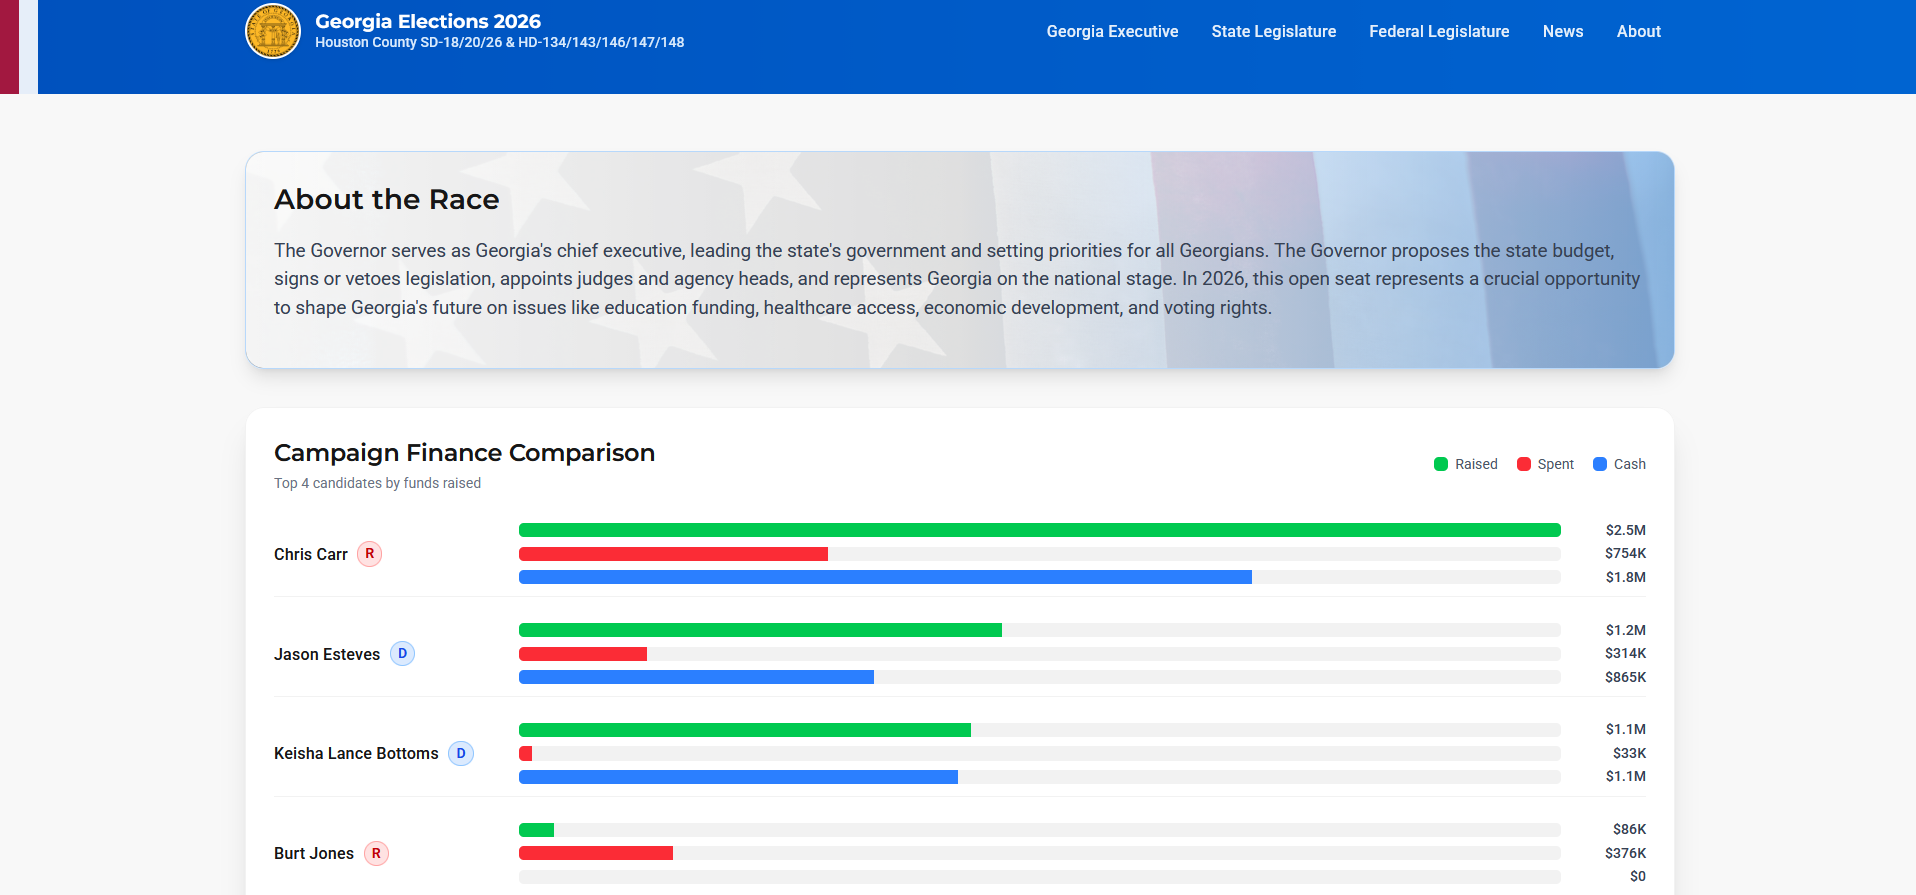 Georgia Elections 2026
Houston County SD-18/20/26 & HD-134/143/146/147/148
Georgia Executive
State Legislature
Federal Legislature
News
About
About the Race
The Governor serves as Georgia's chief executive, leading the state's government and setting priorities for all Georgians. The Governor proposes the state budget,
signs or vetoes legislation, appoints judges and agency heads, and represents Georgia on the national stage. In 2026, this open seat represents a crucial opportunity
to shape Georgia's future on issues like education funding, healthcare access, economic development, and voting rights.
Campaign Finance Comparison
Top 4 candidates by funds raised
Raised
Spent
Cash
Chris Carr R
$2.5M
$754K
$1.8M
Jason Esteves D
$1.2M
$314K
$865K
Keisha Lance Bottoms D
$1.1M
$33K
$1.1M
Burt Jones R
$86K
$376K
$0